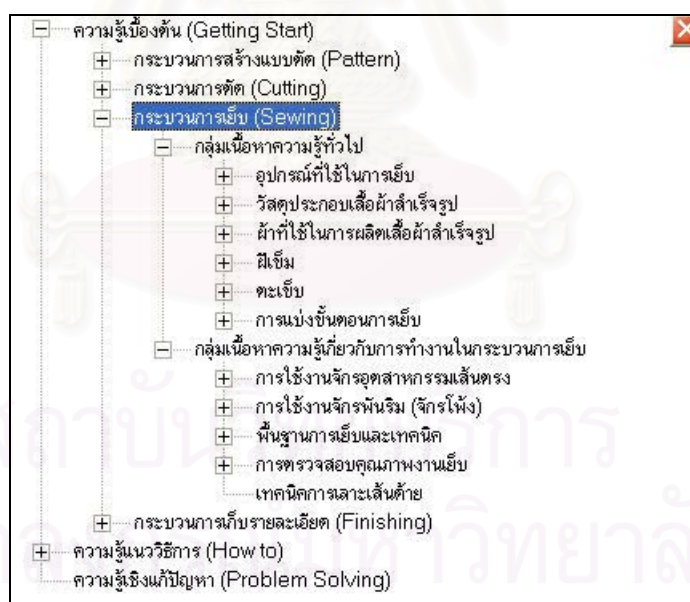 ความรู้เบื้องต้น (Getting Start)
กระบวนการสร้างแบบตัด (Pattern)
กระบวนการตัด (Cutting)
กระบวนการเย็บ (Sewing)
กลุ่มเนื้อหาความรู้ทั่วไป
อุปกรณ์ที่ใช้ในการเย็บ
วัสดุประกอบเสื้อผ้าสำเร็จรูป
ผ้าที่ใช้ในการผลิตเสื้อผ้าสำเร็จรูป
ฝีเข็ม
ตะเข็บ
การแบ่งขั้นตอนการเย็บ
กลุ่มเนื้อหาความรู้เกี่ยวกับการทำงานในกระบวนการเย็บ
การใช้งานจักรอุตสาหกรรมเส้นตรง
การใช้งานจักรพันริม (จักรโพ้ง)
พื้นฐานการเย็บและเทคนิค
การตรวจสอบคุณภาพงานเย็บ
เทคนิคการเลาะเส้นด้าย
กระบวนการเก็บรายละเอียด (Finishing)
ความรู้แนววิธีการ (How to)
ความรู้เชิงแก้ปัญหา (Problem Solving)